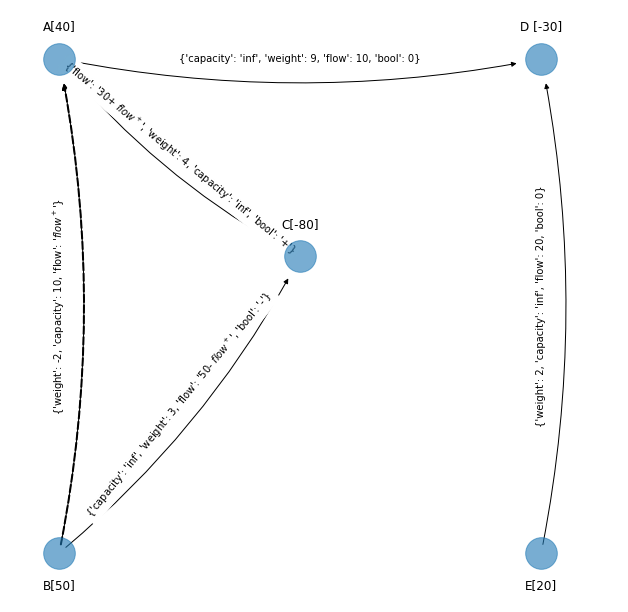 A[40]
D [-30]
{'capacity': 'inf', 'weight': 9, 'flow': 10, 'bool': 0}
{'flow': '30+ flow⁺', 'weight': 4, 'capacity': 'inf', 'bool': '+'}
C[-80]
{'weight': -2, 'capacity': 10, 'flow': 'flow⁺'}
{'capacity': 'inf', 'weight': 3, 'flow': '50- flow⁺', 'bool': '-'}
{'weight': 2, 'capacity': 'inf', 'flow': 20, 'bool': 0}
B[50]
E[20]